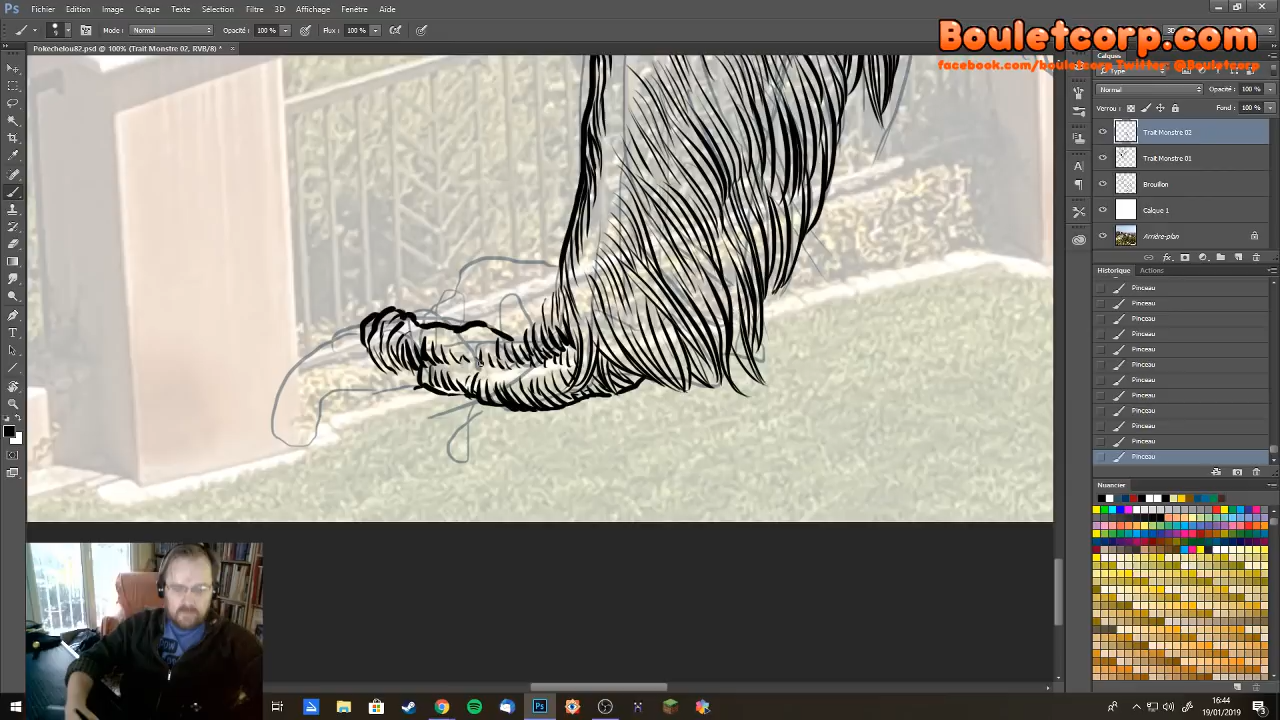 Ps Fichier Edition Image Calque Texte Sélection Filtre 3D Affichage Fenêtre Aide
Mode : Normal Opacité : 100 % Flux : 100 %
Bouletcorp.com
facebook.com/bouletcorp Twitter: @Bouletcorp
Pokechelou82.psd @ 100% (Trait Monstre 02, RVB/8) *
Calques
Type
Normal Opacité : 100 %
Verrou : Fond : 100 %
Trait Monstre 02
Trait Monstre 01
Brouillon
Calque 1
Arrière-plan
Historique Actions
Pinceau
Pinceau
Pinceau
Pinceau
Pinceau
Pinceau
Pinceau
Pinceau
Pinceau
Pinceau
Pinceau
Pinceau
Nuancier
16:44
19/01/2019